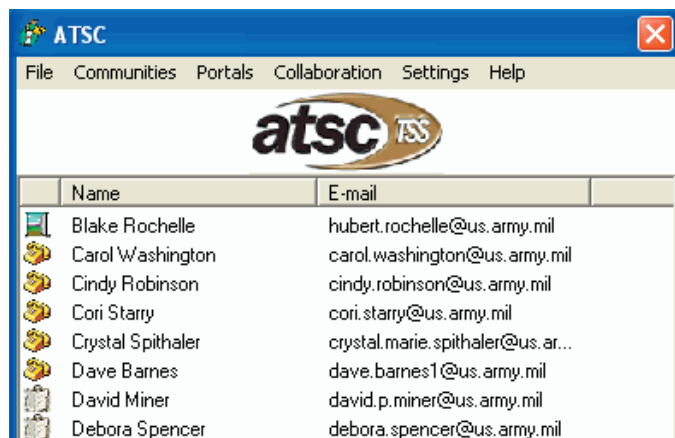 ATSC
File Communities Portals Collaboration Settings Help
atsc TSS
Name E-mail
Blake Rochelle hubert.rochelle@us.army.mil
Carol Washington carol.washington@us.army.mil
Cindy Robinson cindy.robinson@us.army.mil
Cori Starry cori.starry@us.army.mil
Crystal Spithaler crystal.marie.spithaler@us.ar...
Dave Barnes dave.barnes1@us.army.mil
David Miner david.p.miner@us.army.mil
Debora Spencer debora.spencer@us.army.mil